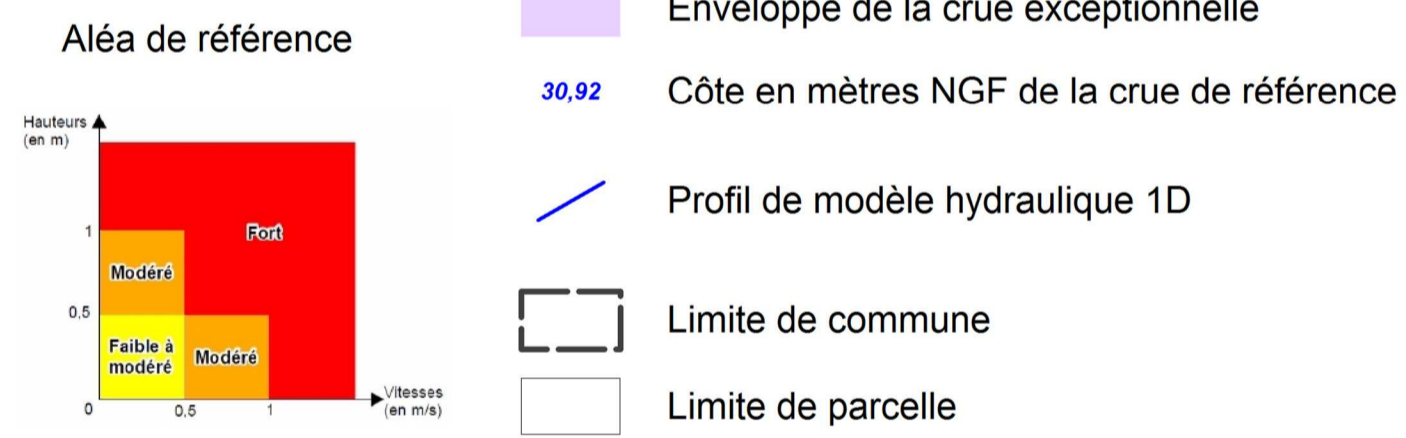 Aléa de référence
Hauteurs
(en m)
1
0,5
0
Fort
Modéré
Faible à
modéré
Modéré
0,5
1
Vitesses
(en m/s)
Enveloppe de la crue exceptionnelle
30,92
Côte en mètres NGF de la crue de référence
Profil de modèle hydraulique 1D
Limite de commune
Limite de parcelle